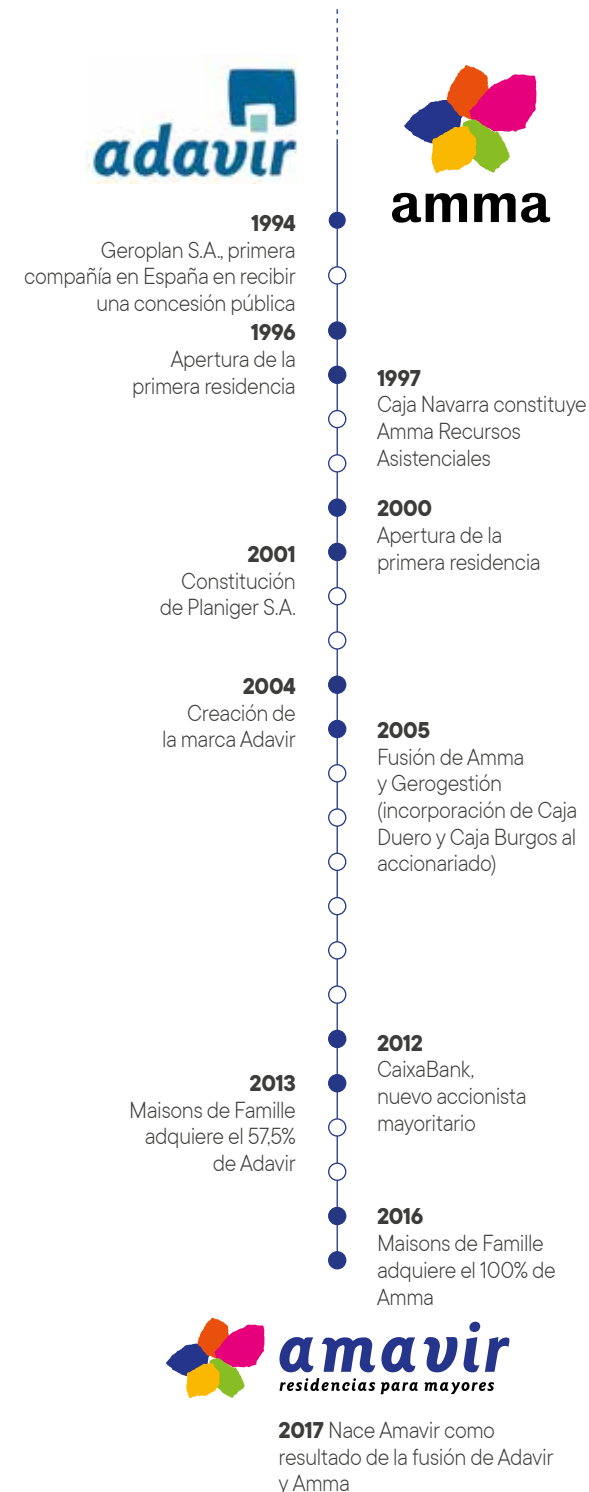 adavir
amma
1994
Geroplan S.A., primera
compañía en España en recibir
una concesión pública
1996
Apertura de la
primera residencia
1997
Caja Navarra constituye
Amma Recursos
Asistenciales
2000
Apertura de la
primera residencia
2001
Constitución
de Planiger S.A.
2004
Creación de
la marca Adavir
2005
Fusión de Amma
y Gerogestión
(incorporación de Caja
Duero y Caja Burgos al
accionariado)
2012
CaixaBank,
nuevo accionista
mayoritario
2013
Maisons de Famille
adquiere el 57,5%
de Adavir
2016
Maisons de Famille
adquiere el 100% de
Amma
amavir
residencias para mayores
2017 Nace Amavir como
resultado de la fusión de Adavir
y Amma